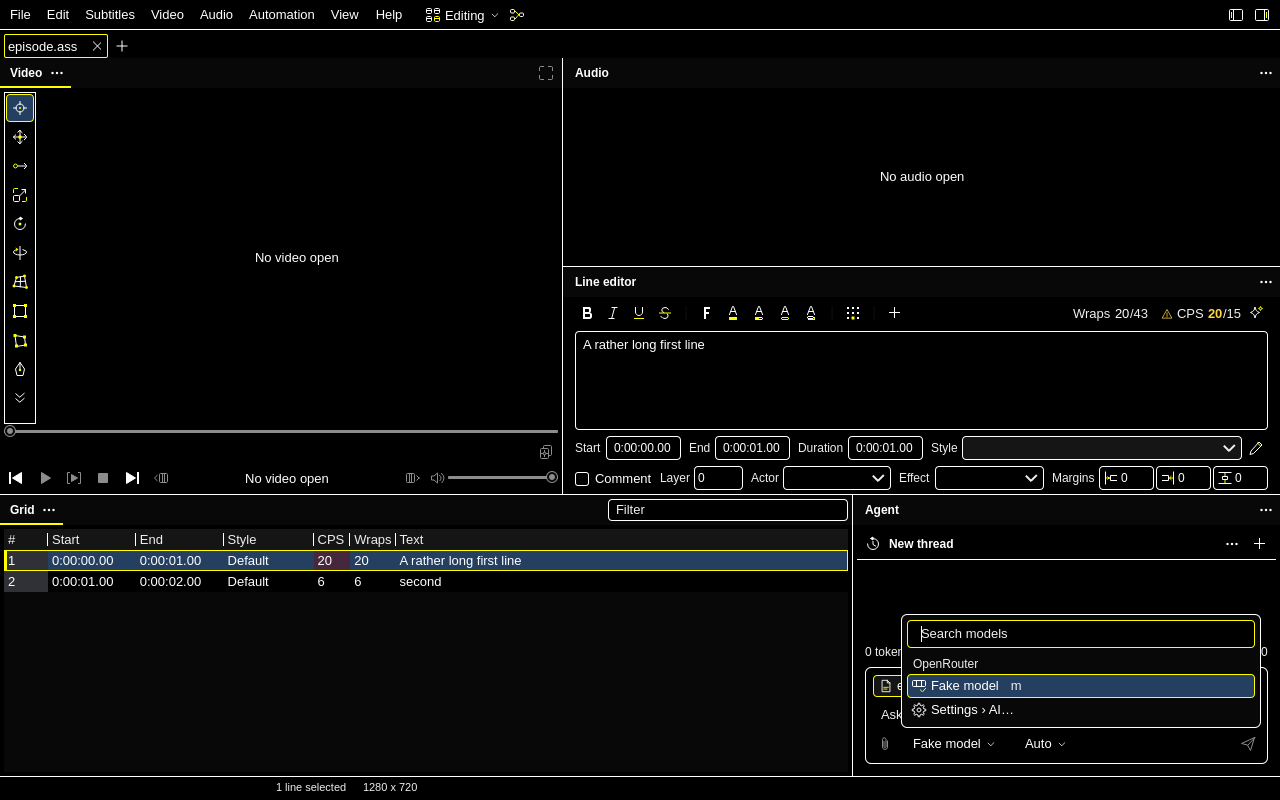 File Edit Subtitles Video Audio Automation View Help Editing
episode.ass
Video
Audio
No video open
No audio open
Line editor
B I U S F A A A A Wraps 20/43 CPS 20/15
A rather long first line
Start 0:00:00.00 End 0:00:01.00 Duration 0:00:01.00 Style
Comment Layer 0 Actor Effect Margins 0 0 0
No video open
Grid
Filter
# Start End Style CPS Wraps Text
1 0:00:00.00 0:00:01.00 Default 20 20 A rather long first line
2 0:00:01.00 0:00:02.00 Default 6 6 second
Agent
New thread
Search models
0 0
OpenRouter
Fake model m
Settings › AI…
Ask
Fake model Auto
1 line selected 1280 x 720